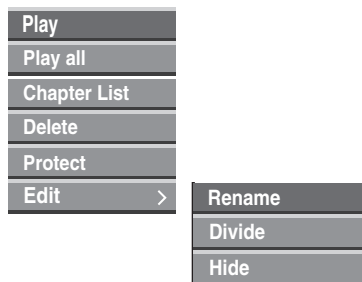 Play
Play all
Chapter List
Delete
Protect
Edit >
Rename
Divide
Hide